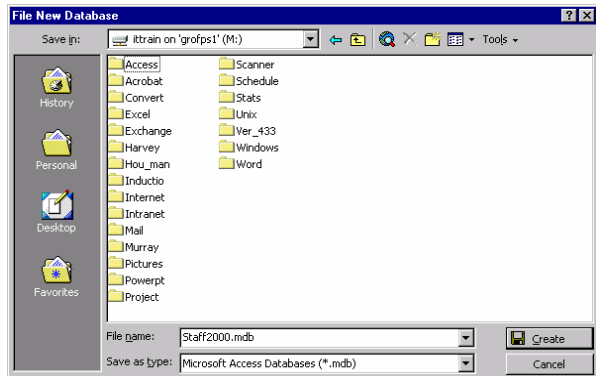 File New Database
Save in: ittrain on 'grofps1' (M:) Tools
History
Personal
Desktop
Favorites
Access
Acrobat
Convert
Excel
Exchange
Harvey
Hou_man
Inductio
Internet
Intranet
Mail
Murray
Pictures
Powerpt
Project
Scanner
Schedule
Stats
Unix
Ver_433
Windows
Word
File name: Staff2000.mdb Create
Save as type: Microsoft Access Databases (*.mdb) Cancel